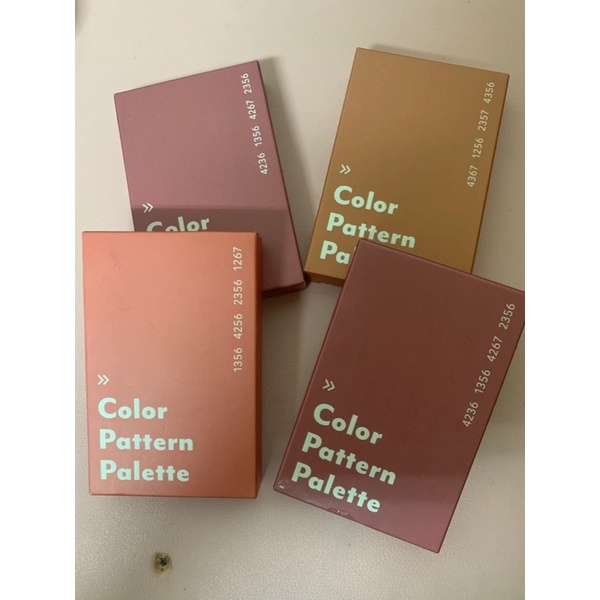 4236 1356 4267 2356
»
Color
4367 1256 2357 4356
»
Color
Pattern
Pa
1356 4256 2356 1267
»
Color
Pattern
Palette
4236 1356 4267 2356
»
Color
Pattern
Palette